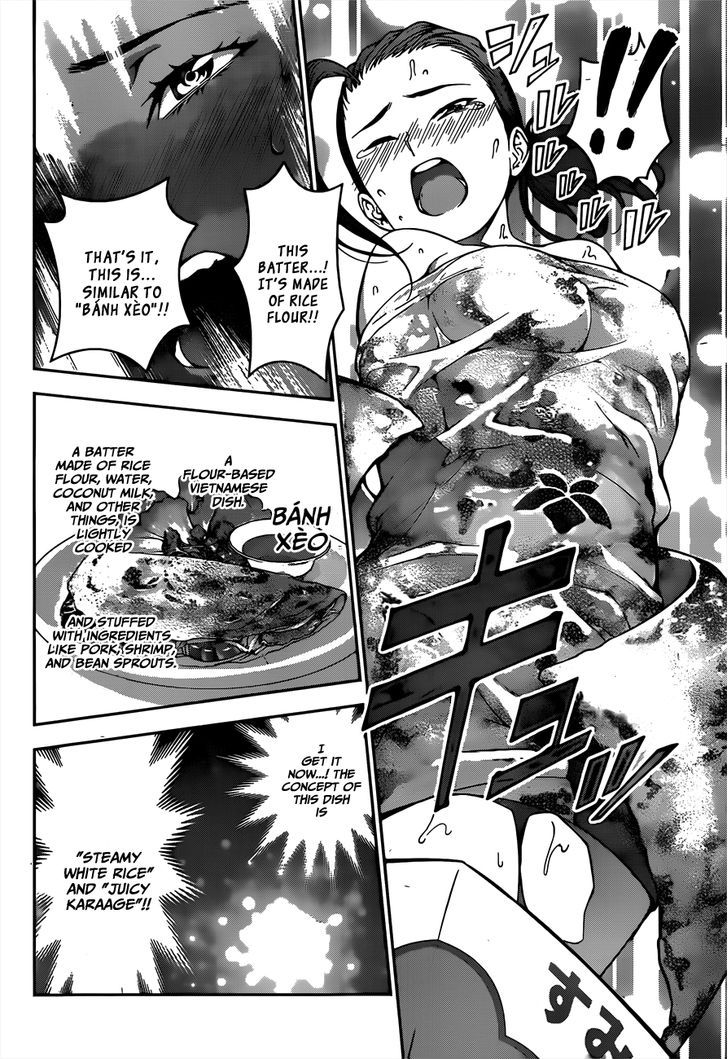 !!
シュルルル
THIS
BATTER...!
IT'S MADE
OF RICE
FLOUR!!
THAT'S IT,
THIS IS...
SIMILAR TO
"BÁNH XÈO"!!
キュッ
A
FLOUR-BASED
VIETNAMESE
DISH.
BÁNH
XÈO
A BATTER
MADE OF RICE
FLOUR, WATER,
COCONUT MILK,
AND OTHER
THINGS, IS
LIGHTLY
COOKED
AND STUFFED
WITH INGREDIENTS
LIKE PORK, SHRIMP,
AND BEAN SPROUTS.
I
GET IT
NOW...! THE
CONCEPT OF
THIS DISH
IS
"STEAMY
WHITE RICE"
AND "JUICY
KARAAGE"!!
すみ